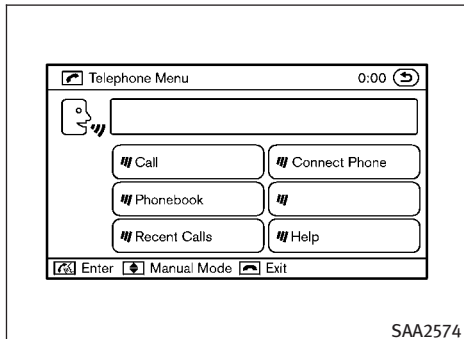 Telephone Menu 0:00
Call Connect Phone
Phonebook
Recent Calls Help
Enter Manual Mode Exit
SAA2574